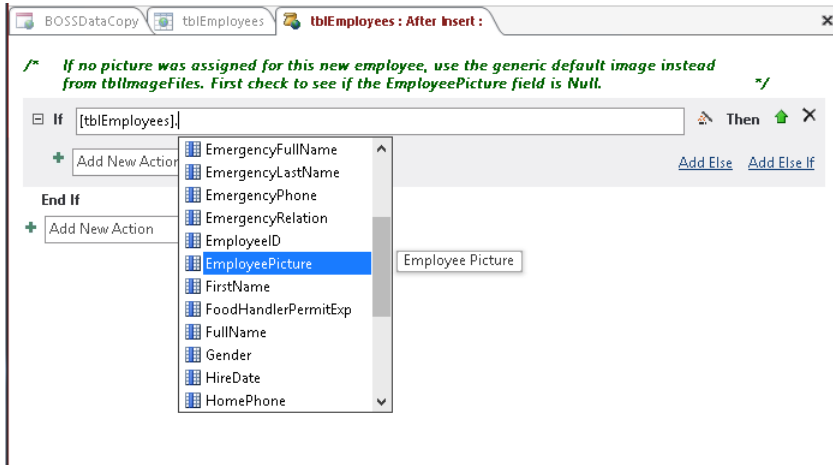 BOSSDataCopy tblEmployees tblEmployees : After Insert : ×
/* If no picture was assigned for this new employee, use the generic default image instead
from tblImageFiles. First check to see if the EmployeePicture field is Null. */
If [tblEmployees]. Then
EmergencyFullName
Add New Action EmergencyLastName Add Else Add Else If
EmergencyPhone
End If EmergencyRelation
Add New Action EmployeeID
EmployeePicture Employee Picture
FirstName
FoodHandlerPermitExp
FullName
Gender
HireDate
HomePhone